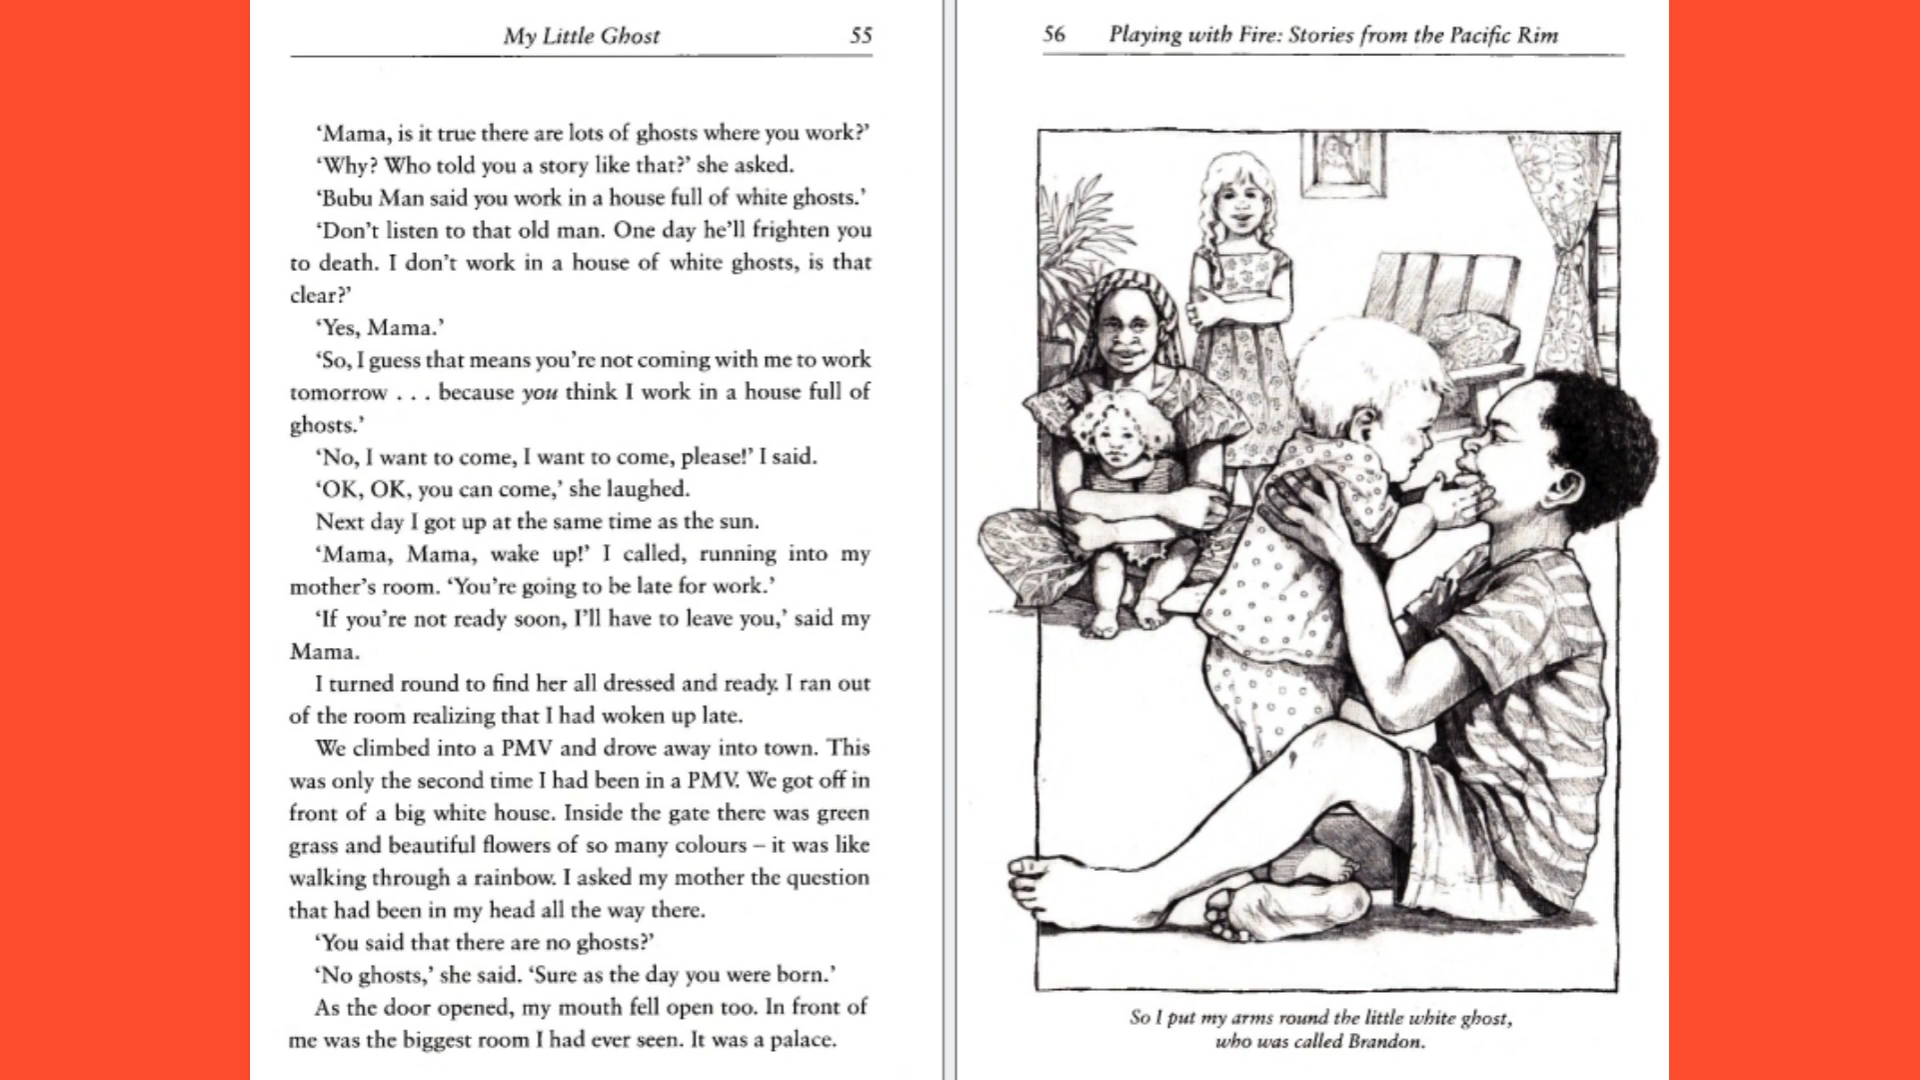 My Little Ghost 55
‘Mama, is it true there are lots of ghosts where you work?’
‘Why? Who told you a story like that?’ she asked.
‘Bubu Man said you work in a house full of white ghosts.’
‘Don’t listen to that old man. One day he’ll frighten you
to death. I don’t work in a house of white ghosts, is that
clear?’
‘Yes, Mama.’
‘So, I guess that means you’re not coming with me to work
tomorrow . . . because you think I work in a house full of
ghosts.’
‘No, I want to come, I want to come, please!’ I said.
‘OK, OK, you can come,’ she laughed.
Next day I got up at the same time as the sun.
‘Mama, Mama, wake up!’ I called, running into my
mother’s room. ‘You’re going to be late for work.’
‘If you’re not ready soon, I’ll have to leave you,’ said my
Mama.
I turned round to find her all dressed and ready. I ran out
of the room realizing that I had woken up late.
We climbed into a PMV and drove away into town. This
was only the second time I had been in a PMV. We got off in
front of a big white house. Inside the gate there was green
grass and beautiful flowers of so many colours – it was like
walking through a rainbow. I asked my mother the question
that had been in my head all the way there.
‘You said that there are no ghosts?’
‘No ghosts,’ she said. ‘Sure as the day you were born.’
As the door opened, my mouth fell open too. In front of
me was the biggest room I had ever seen. It was a palace.
56 Playing with Fire: Stories from the Pacific Rim
So I put my arms round the little white ghost,
who was called Brandon.